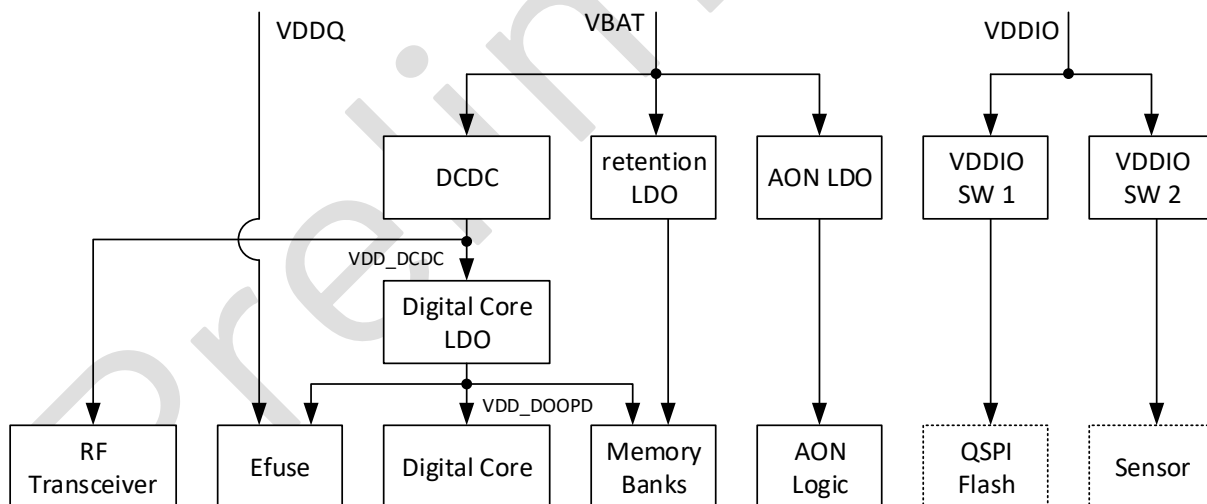 VDDQ
VBAT
VDDIO
DCDC
retention
LDO
AON LDO
VDDIO
SW 1
VDDIO
SW 2
VDD_DCDC
Digital Core
LDO
VDD_DOOPD
RF
Transceiver
Efuse
Digital Core
Memory
Banks
AON
Logic
QSPI
Flash
Sensor
Prelim